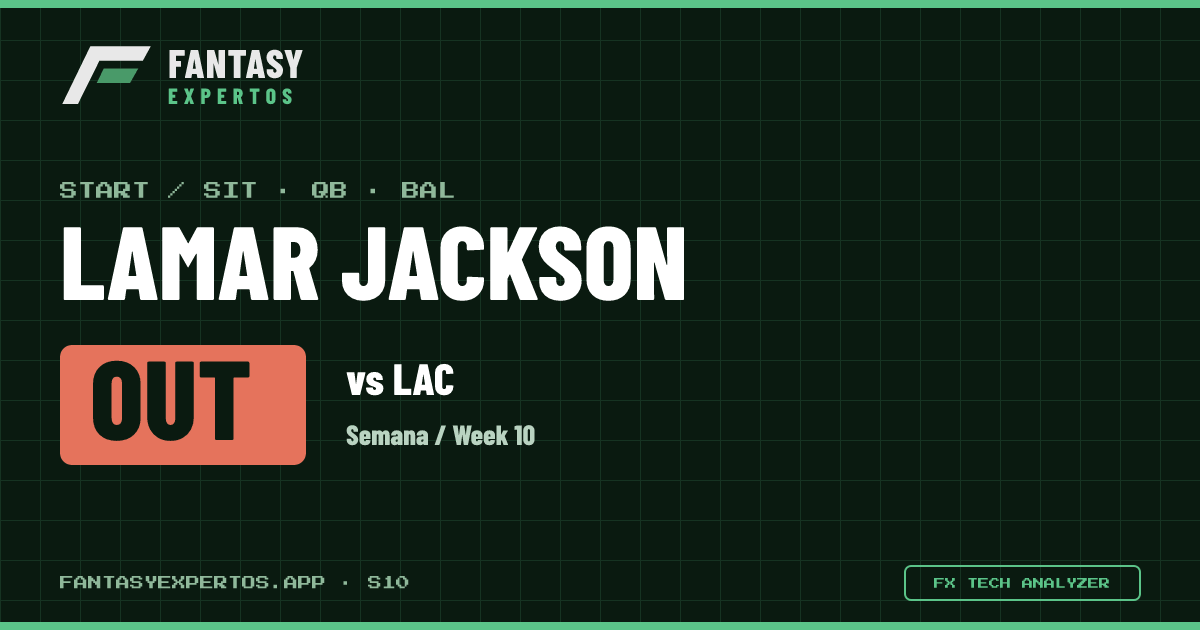 FANTASY
EXPERTOS
START / SIT · QB · BAL
LAMAR JACKSON
OUT
vs LAC
Semana / Week 10
FANTASYEXPERTOS.APP · S10
FX TECH ANALYZER